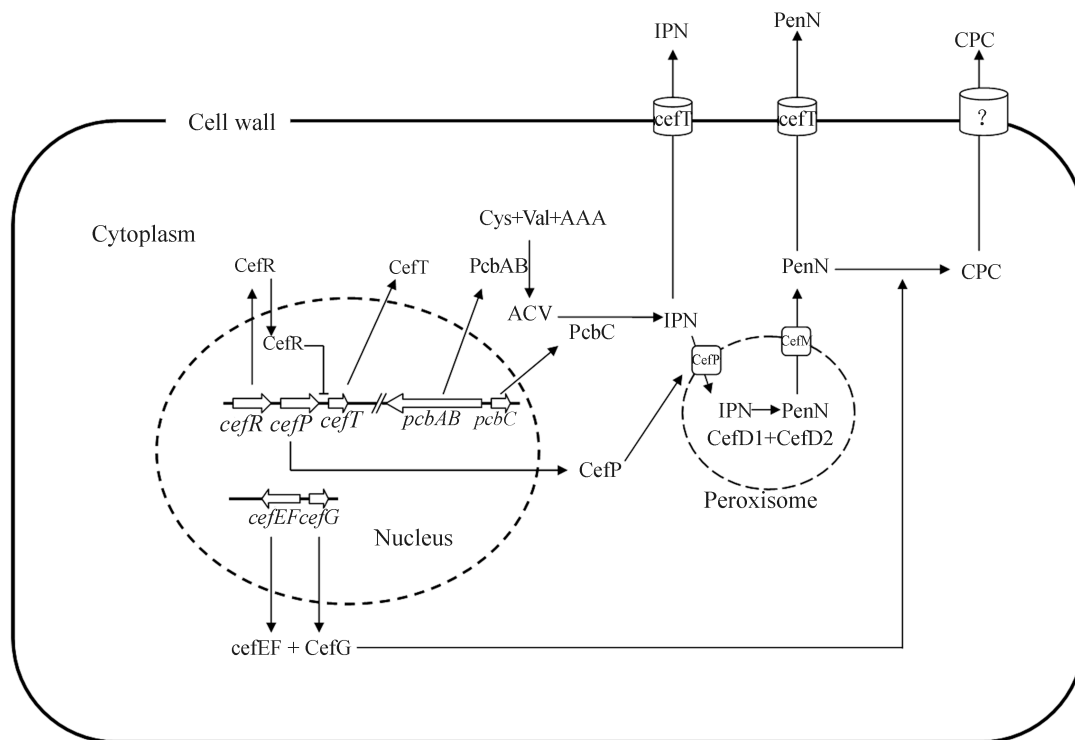 IPN
PenN
CPC
cefT
cefT
?
Cell wall
Cys+Val+AAA
Cytoplasm
CefR
CefT
PcbAB
PenN
CPC
ACV
IPN
PcbC
CefR
CefM
CefP
cefR
cefP
cefT
pcbAB
pcbC
IPN
PenN
CefD1+CefD2
CefP
Peroxisome
cefEF
cefG
Nucleus
cefEF + CefG